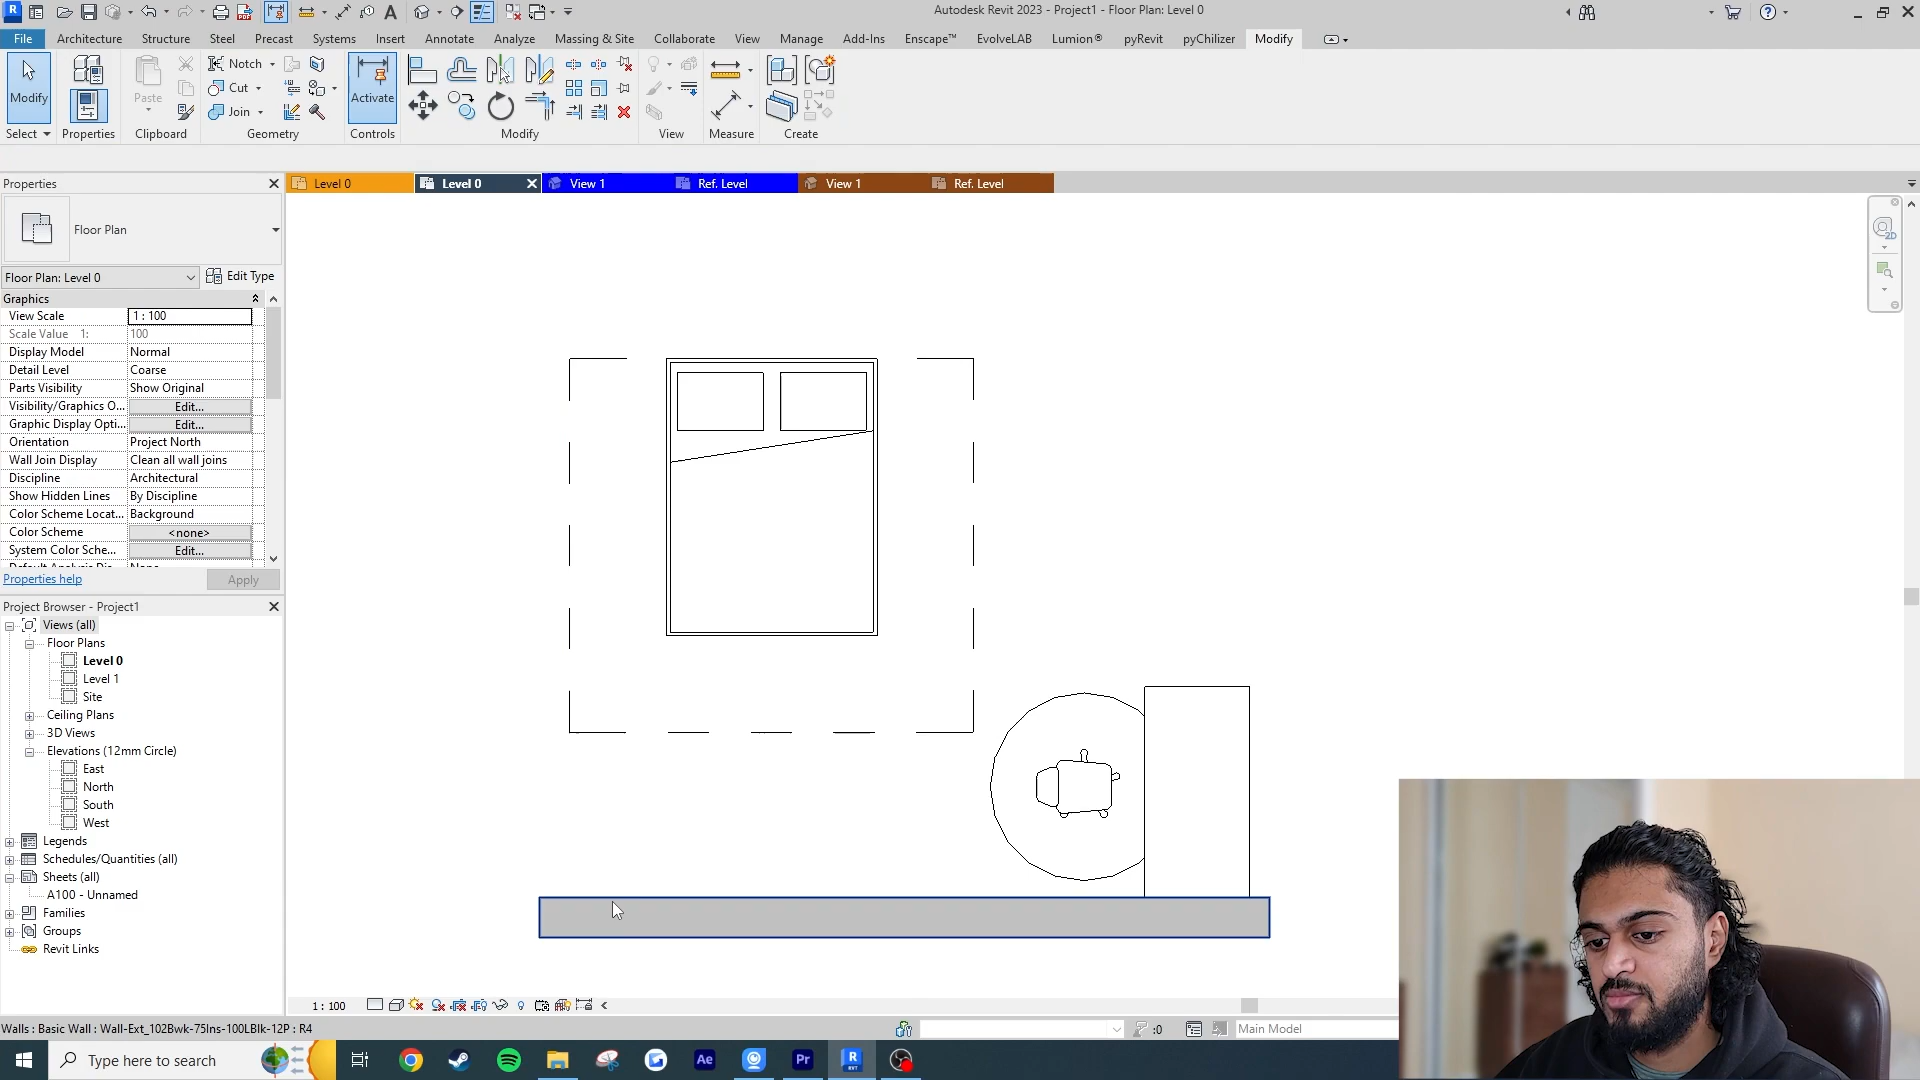 Autodesk Revit 2023 - Project1 - Floor Plan: Level 0
File Architecture Structure Steel Precast Systems Insert Annotate Analyze Massing & Site Collaborate View Manage Add-Ins Enscape™ EvolveLAB Lumion® pyRevit pyChilizer Modify
Notch
Cut
Join
Modify Paste Activate
Select Properties Clipboard Geometry Controls Modify View Measure Create
Properties
Level 0 Level 0 View 1 Ref. Level View 1 Ref. Level
Floor Plan
Floor Plan: Level 0 Edit Type
Graphics
View Scale 1 : 100
Scale Value 1: 100
Display Model Normal
Detail Level Coarse
Parts Visibility Show Original
Visibility/Graphics O... Edit...
Graphic Display Opti... Edit...
Orientation Project North
Wall Join Display Clean all wall joins
Discipline Architectural
Show Hidden Lines By Discipline
Color Scheme Locat... Background
Color Scheme <none>
System Color Sche... Edit...
Properties help Apply
Project Browser - Project1
Views (all)
Floor Plans
Level 0
Level 1
Site
Ceiling Plans
3D Views
Elevations (12mm Circle)
East
North
South
West
Legends
Schedules/Quantities (all)
Sheets (all)
A100 - Unnamed
Families
Groups
Revit Links
2D
1 : 100
Walls : Basic Wall : Wall-Ext_102Bwk-75Ins-100LBlk-12P : R4 :0 Main Model
Type here to search
Ae Pr R RVT